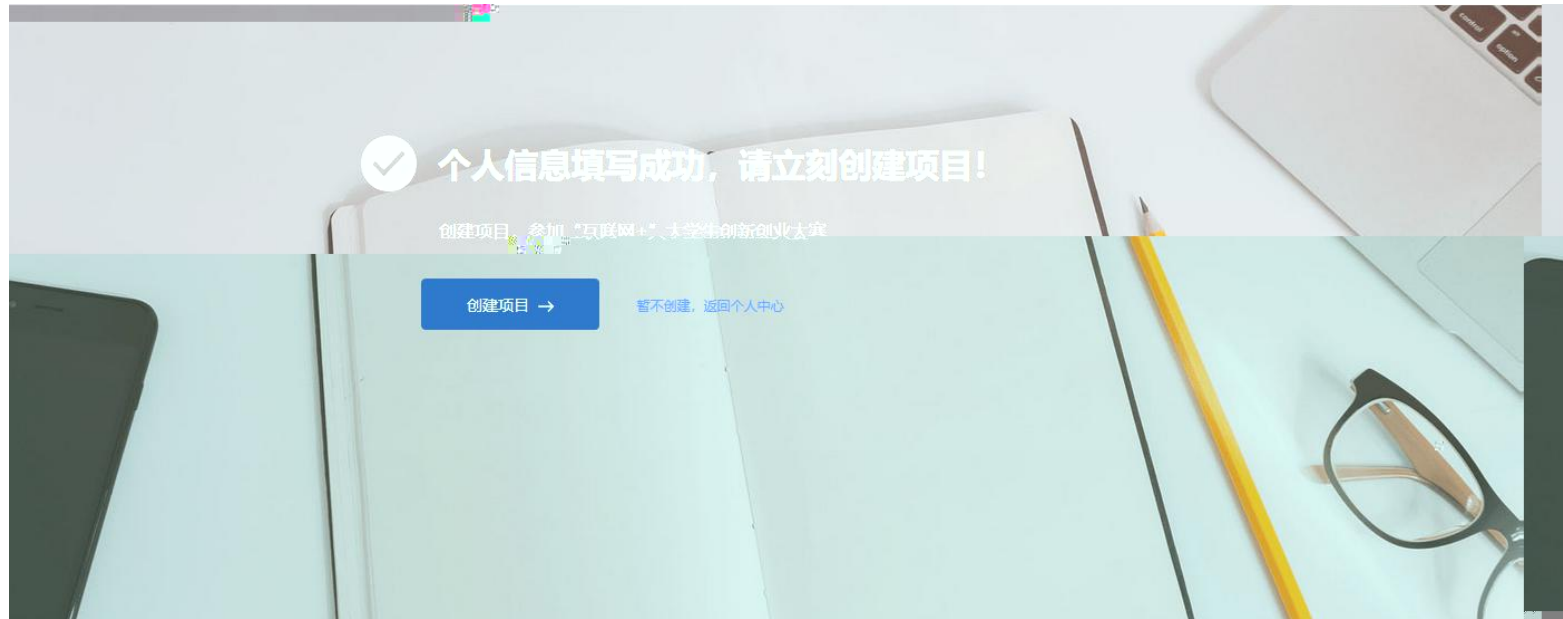 control
option
个人信息填写成功，请立刻创建项目！
创建项目，参加“互联网+”大学生创新创业大赛
创建项目 →
暂不创建，返回个人中心